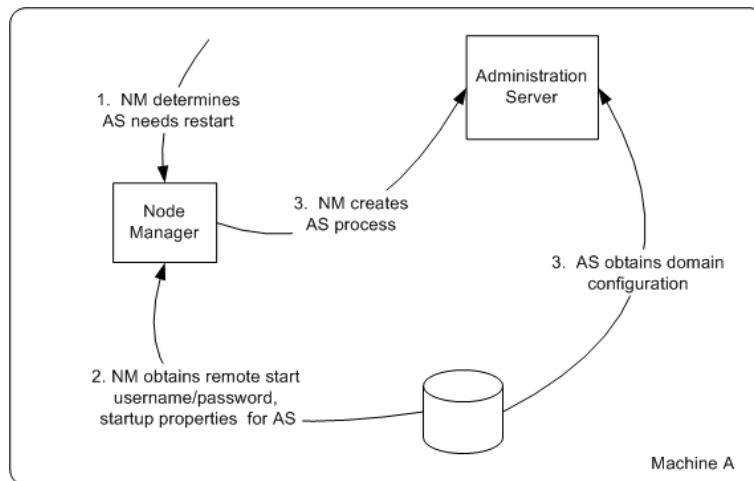 Administration
Server
1. NM determines
AS needs restart
Node
Manager
3. NM creates
AS process
3. AS obtains domain
configuration
2. NM obtains remote start
username/password,
startup properties for AS
Machine A